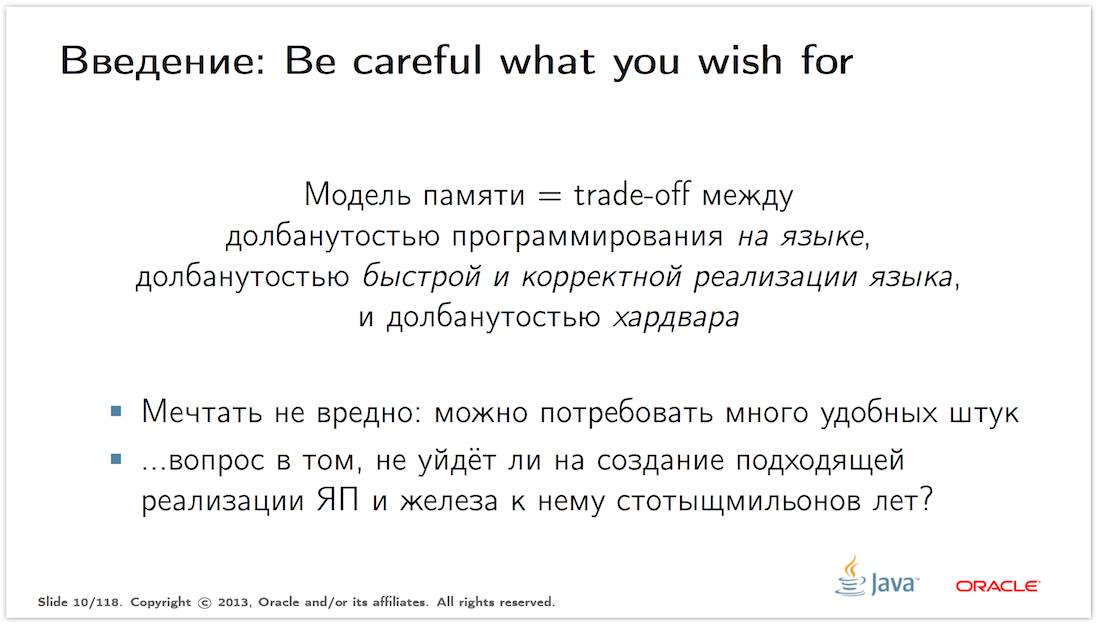 Введение: Be careful what you wish for
Модель памяти = trade-off между
долбанутостью программирования на языке,
долбанутостью быстрой и корректной реализации языка,
и долбанутостью хардвара
Мечтать не вредно: можно потребовать много удобных штук
...вопрос в том, не уйдёт ли на создание подходящей
реализации ЯП и железа к нему стотыщмильонов лет?
Slide 10/118. Copyright © 2013, Oracle and/or its affiliates. All rights reserved.
Java™
ORACLE®